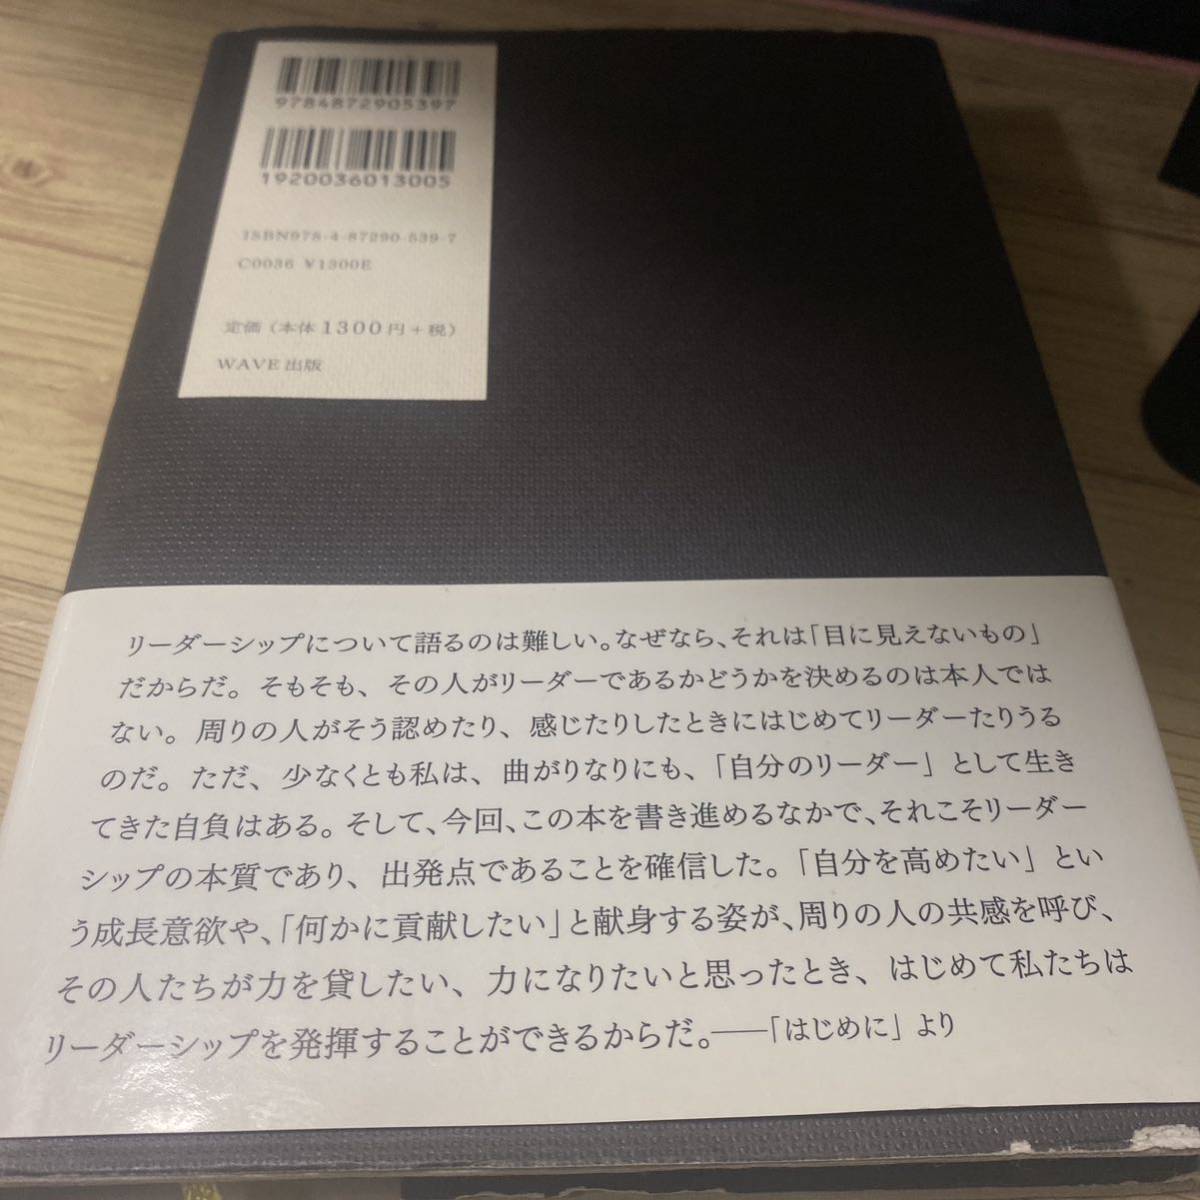 9784872905397
1920036013005
ISBN978-4-87290-539-7
C0036 ¥1300E
定価（本体1300円＋税）
WAVE出版
リーダーシップについて語るのは難しい。なぜなら、それは「目に見えないもの」
だからだ。そもそも、その人がリーダーであるかどうかを決めるのは本人では
ない。周りの人がそう認めたり、感じたりしたときにはじめてリーダーたりうる
のだ。ただ、少なくとも私は、曲がりなりにも、「自分のリーダー」として生き
てきた自負はある。そして、今回、この本を書き進めるなかで、それこそリーダー
シップの本質であり、出発点であることを確信した。「自分を高めたい」とい
う成長意欲や、「何かに貢献したい」と献身する姿が、周りの人の共感を呼び、
その人たちが力を貸したい、力になりたいと思ったとき、はじめて私たちは
リーダーシップを発揮することができるからだ。――「はじめに」より